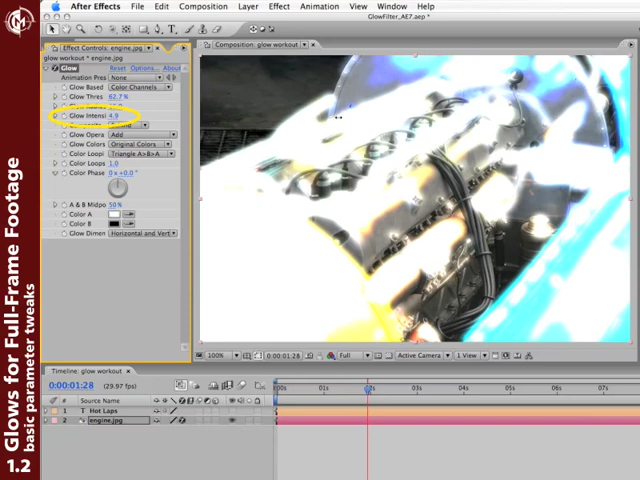 After Effects
File
Edit
Composition
Layer
Effect
Animation
View
Window
Help
GlowFilter_AE7.aep *
Effect Controls: engine.jpg
Composition: glow workout
glow workout * engine.jpg
Glow
Reset
Options...
About
Animation Pres
None
Glow Based
Color Channels
Glow Thres
62.7 %
Glow Intensi
4.9
Glow Opera
Add
Glow Colors
Original Colors
Color Loopi
Triangle A>B>A
Color Loops
1.0
Color Phase
0 x +0.0 °
A & B Midpo
50 %
Color A
Color B
Glow Dimen
Horizontal and Vert
100%
0:00:01:28
Full
Active Camera
1 View
Timeline: glow workout
0:00:01:28
(29.97 fps)
:00s
01s
02s
03s
04s
05s
06s
07s
#
Source Name
1
T
Hot Laps
2
engine.jpg
Glows for Full-Frame Footage
basic parameter tweaks
1.2